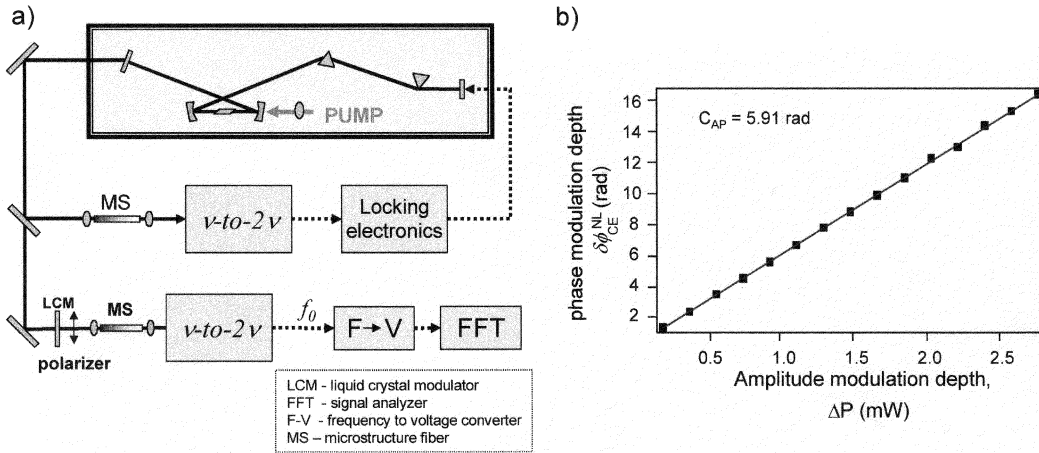 a)
PUMP
MS
ν-to-2ν
Locking
electronics
LCM
MS
polarizer
ν-to-2ν
f0
F→V
FFT
LCM - liquid crystal modulator
FFT - signal analyzer
F-V - frequency to voltage converter
MS – microstructure fiber
b)
phase modulation depth
δϕCE^NL (rad)
16
14
12
10
8
6
4
2
CAP = 5.91 rad
0.5
1.0
1.5
2.0
2.5
Amplitude modulation depth,
ΔP (mW)